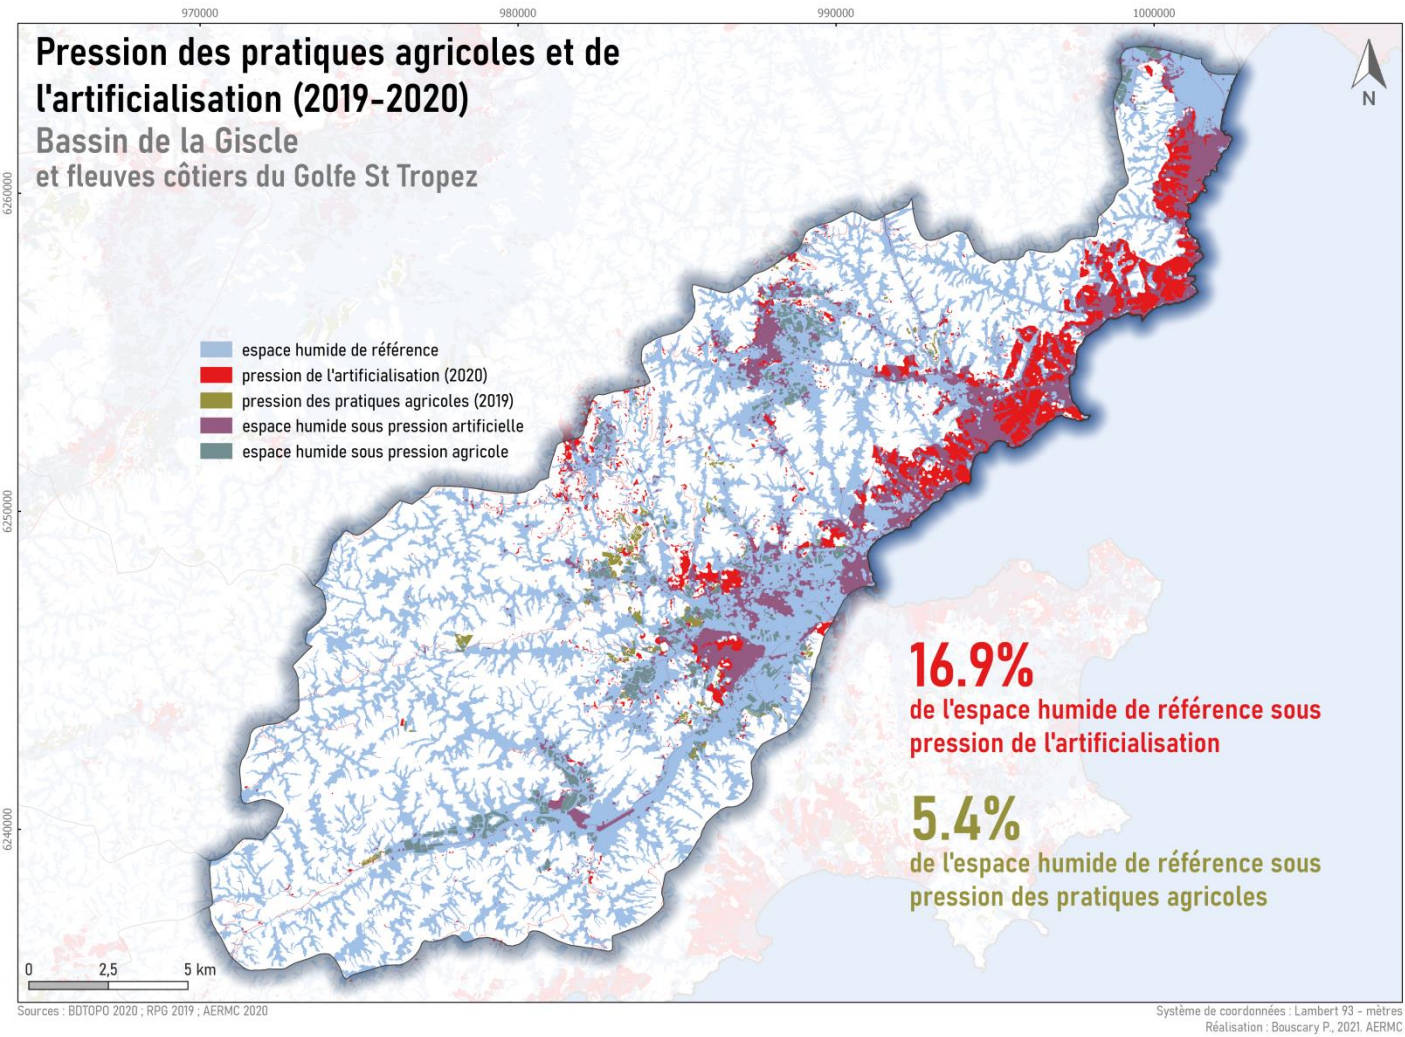 970000
980000
990000
1000000
Pression des pratiques agricoles et de
l'artificialisation (2019-2020)
Bassin de la Giscle
et fleuves côtiers du Golfe St Tropez
N
6260000
espace humide de référence
pression de l'artificialisation (2020)
pression des pratiques agricoles (2019)
espace humide sous pression artificielle
espace humide sous pression agricole
6250000
16.9%
de l'espace humide de référence sous
pression de l'artificialisation
5.4%
de l'espace humide de référence sous
pression des pratiques agricoles
6240000
0 2,5 5 km
Sources : BDTOPO 2020 ; RPG 2019 ; AERMC 2020
Système de coordonnées : Lambert 93 - mètres
Réalisation : Bouscary P., 2021. AERMC